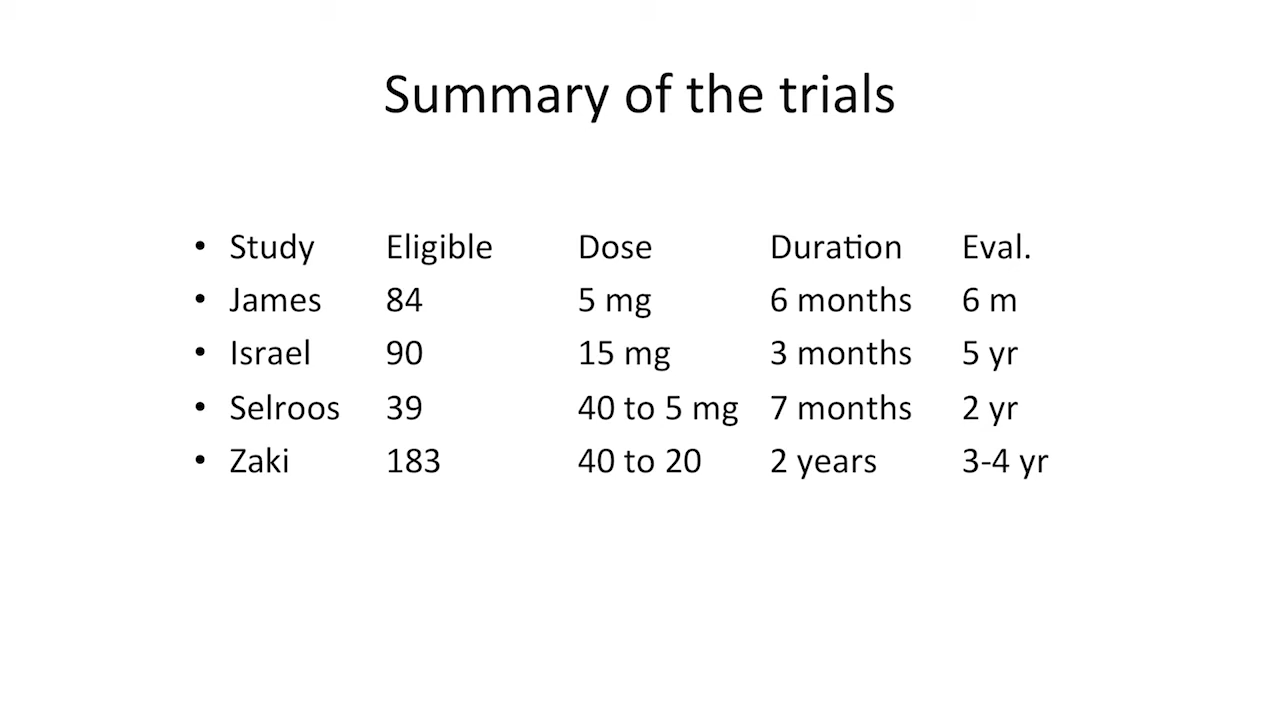 Summary of the trials
• Study Eligible Dose Duration Eval.
• James 84 5 mg 6 months 6 m
• Israel 90 15 mg 3 months 5 yr
• Selroos 39 40 to 5 mg 7 months 2 yr
• Zaki 183 40 to 20 2 years 3-4 yr